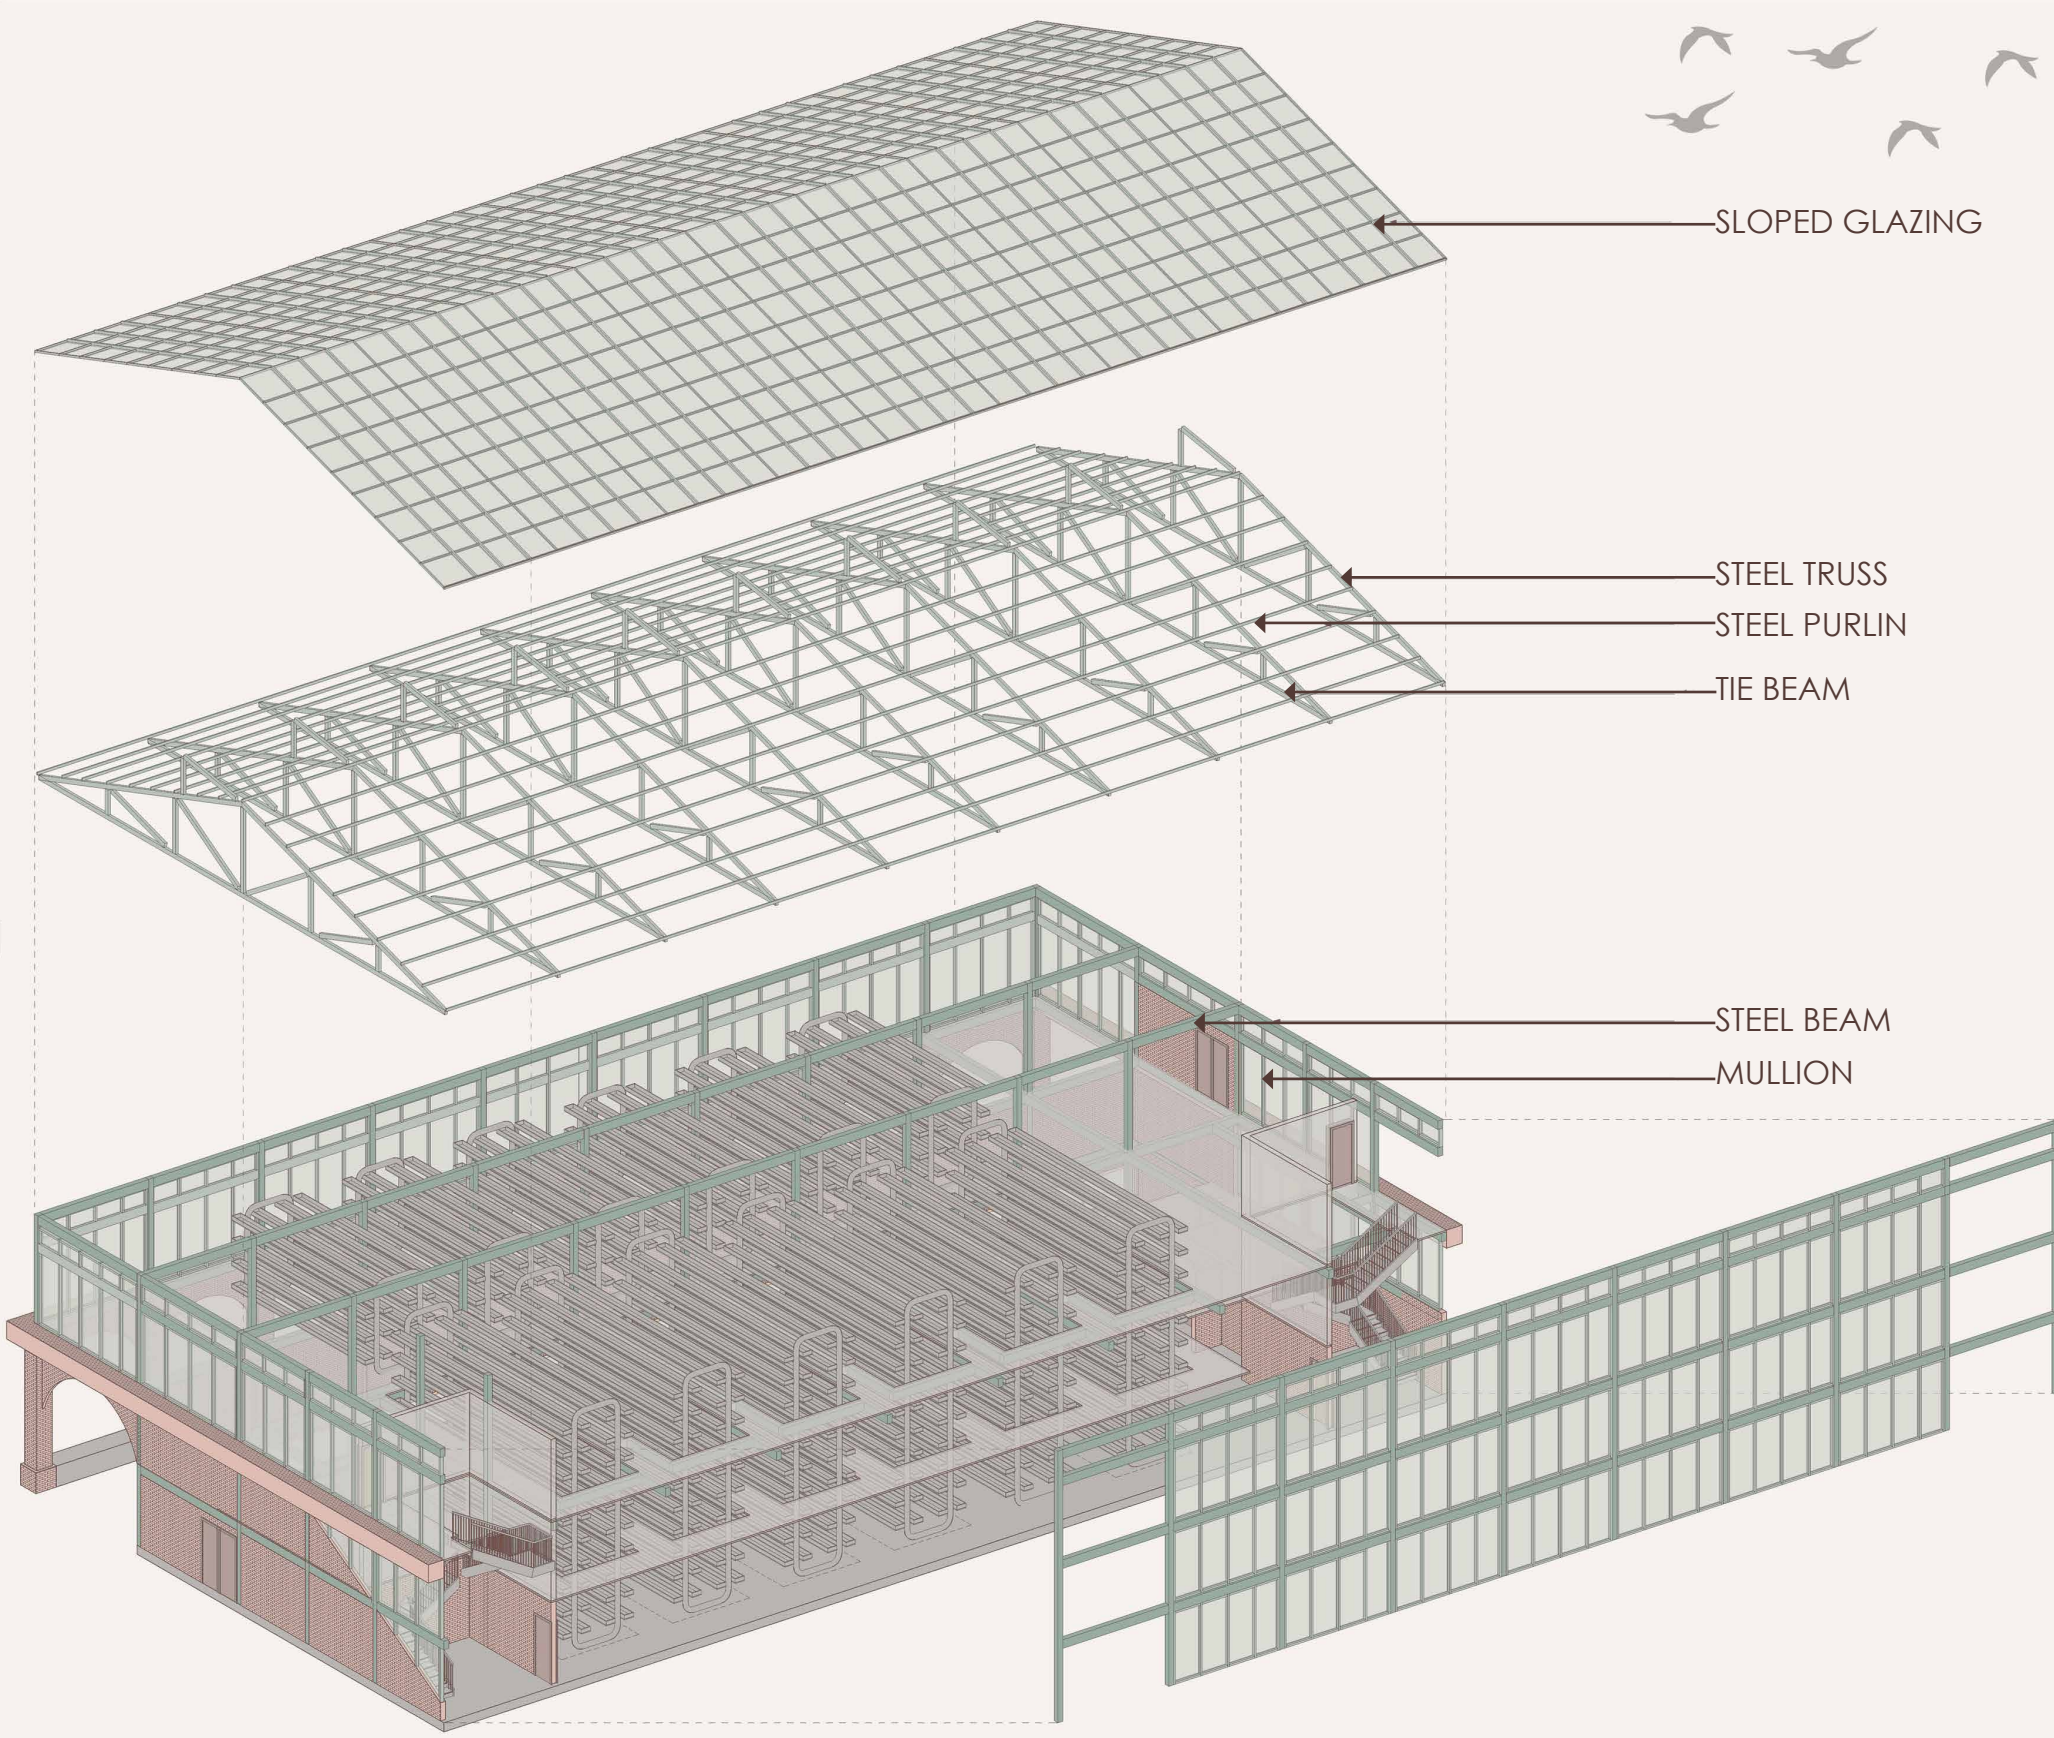 SLOPED GLAZING
STEEL TRUSS
STEEL PURLIN
TIE BEAM
STEEL BEAM
MULLION